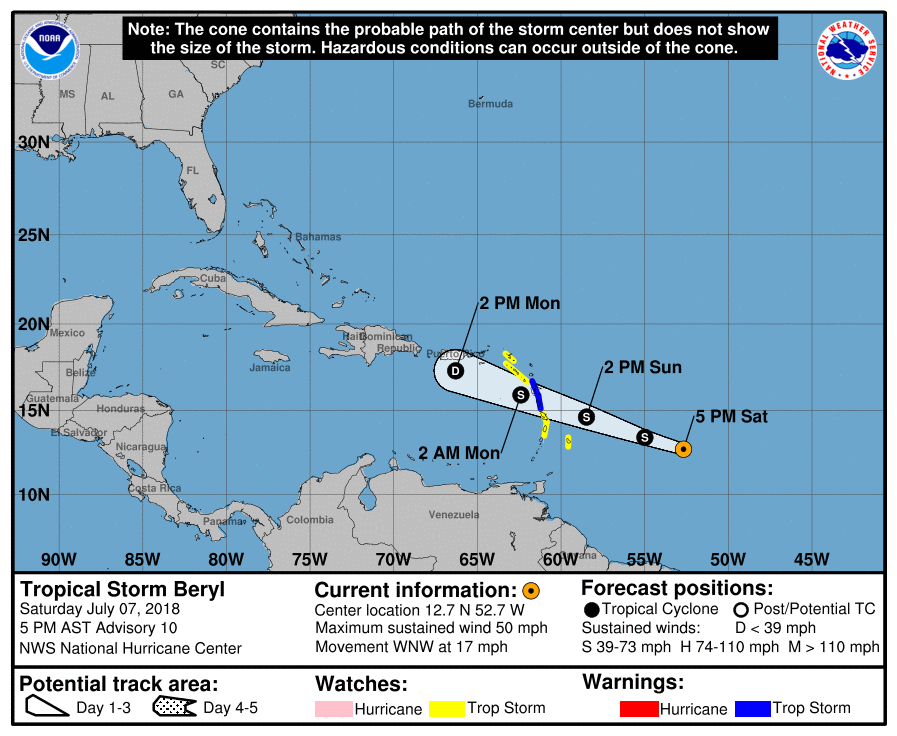 Note: The cone contains the probable path of the storm center but does not show
the size of the storm. Hazardous conditions can occur outside of the cone.
NOAA
NATIONAL WEATHER SERVICE
SC
MS
AL
GA
Bermuda
30N
FL
25N
Bahamas
Cuba
2 PM Mon
20N
Mexico
Haiti
Dominican
Republic
Puerto Rico
Jamaica
Belize
D
2 PM Sun
S
Guatemala
Honduras
15N
S
5 PM Sat
El Salvador
S
Nicaragua
2 AM Mon
Costa Rica
10N
Panama
Colombia
Venezuela
Guyana
90W 85W 80W 75W 70W 65W 60W 55W 50W 45W
Tropical Storm Beryl
Saturday July 07, 2018
5 PM AST Advisory 10
NWS National Hurricane Center
Current information:
Center location 12.7 N 52.7 W
Maximum sustained wind 50 mph
Movement WNW at 17 mph
Forecast positions:
Tropical Cyclone Post/Potential TC
Sustained winds: D < 39 mph
S 39-73 mph H 74-110 mph M > 110 mph
Potential track area:
Day 1-3 Day 4-5
Watches:
Hurricane Trop Storm
Warnings:
Hurricane Trop Storm